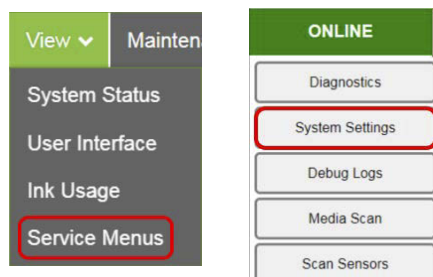 View Mainten
System Status
User Interface
Ink Usage
Service Menus
ONLINE
Diagnostics
System Settings
Debug Logs
Media Scan
Scan Sensors